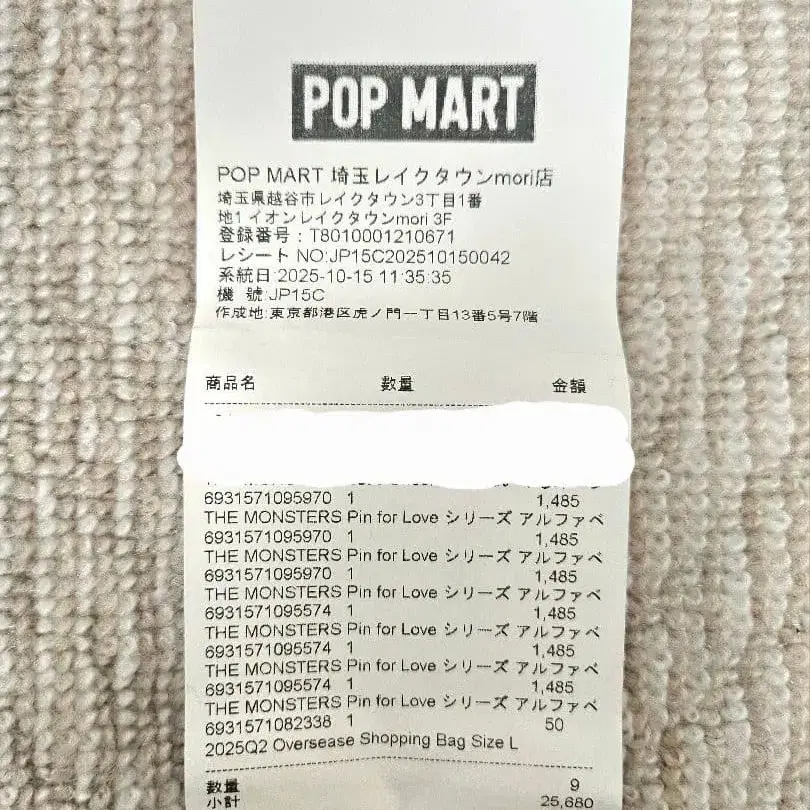 POP MART
POP MART 埼玉レイクタウンmori店
埼玉県越谷市レイクタウン3丁目1番
地1 イオンレイクタウンmori 3F
登録番号：T8010001210671
レシート NO:JP15C202510150042
系統日:2025-10-15 11:35:35
機 號:JP15C
作成地:東京都港区虎ノ門一丁目13番5号7階
商品名 数量 金額
6931571095970 1 1,485
THE MONSTERS Pin for Love シリーズ アルファベ
6931571095970 1 1,485
THE MONSTERS Pin for Love シリーズ アルファベ
6931571095970 1 1,485
THE MONSTERS Pin for Love シリーズ アルファベ
6931571095574 1 1,485
THE MONSTERS Pin for Love シリーズ アルファベ
6931571095574 1 1,485
THE MONSTERS Pin for Love シリーズ アルファベ
6931571095574 1 1,485
THE MONSTERS Pin for Love シリーズ アルファベ
6931571082338 1 50
2025Q2 Oversease Shopping Bag Size L
数量 9
小計 25,680